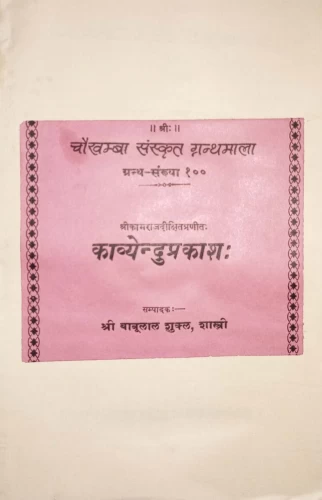 ॥ श्रीः ॥
चौखम्बा संस्कृत ग्रन्थमाला
ग्रन्थ-संख्या १००
श्रीकामराजदीक्षितप्रणीतः
काव्येन्दुप्रकाशः
सम्पादकः—
श्री बाबूलाल शुक्ल, शास्त्री